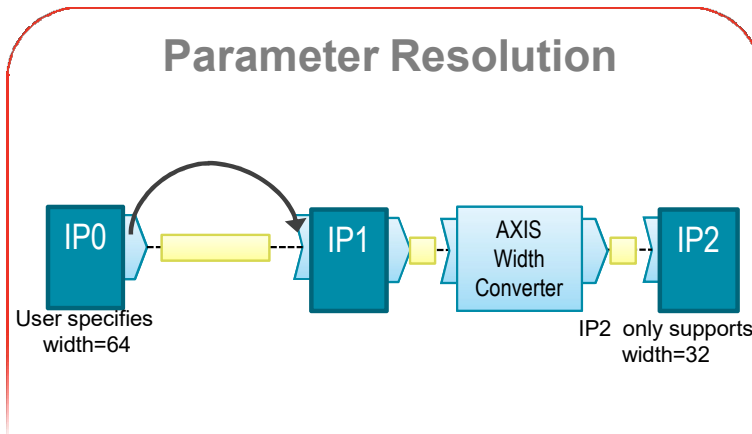 Parameter Resolution
IP0
IP1
AXIS
Width
Converter
IP2
User specifies
width=64
IP2 only supports
width=32